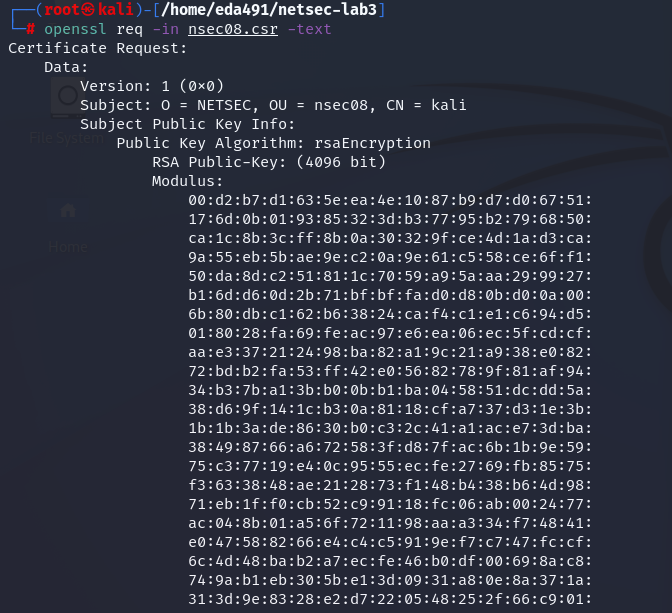 ┌──(root㉿kali)-[/home/eda491/netsec-lab3]
└─# openssl req -in nsec08.csr -text
Certificate Request:
    Data:
        Version: 1 (0×0)
        Subject: O = NETSEC, OU = nsec08, CN = kali
        Subject Public Key Info:
            Public Key Algorithm: rsaEncryption
                RSA Public-Key: (4096 bit)
                Modulus:
                    00:d2:b7:d1:63:5e:ea:4e:10:87:b9:d7:d0:67:51:
                    17:6d:0b:01:93:85:32:3d:b3:77:95:b2:79:68:50:
                    ca:1c:8b:3c:ff:8b:0a:30:32:9f:ce:4d:1a:d3:ca:
                    9a:55:eb:5b:ae:9e:c2:0a:9e:61:c5:58:ce:6f:f1:
                    50:da:8d:c2:51:81:1c:70:59:a9:5a:aa:29:99:27:
                    b1:6d:d6:0d:2b:71:bf:bf:fa:d0:d8:0b:d0:0a:00:
                    6b:80:db:c1:62:b6:38:24:ca:f4:c1:e1:c6:94:d5:
                    01:80:28:fa:69:fe:ac:97:e6:ea:06:ec:5f:cd:cf:
                    aa:e3:37:21:24:98:ba:82:a1:9c:21:a9:38:e0:82:
                    72:bd:b2:fa:53:ff:42:e0:56:82:78:9f:81:af:94:
                    34:b3:7b:a1:3b:b0:0b:b1:ba:04:58:51:dc:dd:5a:
                    38:d6:9f:14:1c:b3:0a:81:18:cf:a7:37:d3:1e:3b:
                    1b:1b:3a:de:86:30:b0:c3:2c:41:a1:ac:e7:3d:ba:
                    38:49:87:66:a6:72:58:3f:d8:7f:ac:6b:1b:9e:59:
                    75:c3:77:19:e4:0c:95:55:ec:fe:27:69:fb:85:75:
                    f3:63:38:48:ae:21:28:73:f1:48:b4:38:b6:4d:98:
                    71:eb:1f:f0:cb:52:c9:91:18:fc:06:ab:00:24:77:
                    ac:04:8b:01:a5:6f:72:11:98:aa:a3:34:f7:48:41:
                    e0:47:58:82:66:e4:c4:c5:91:9e:f7:c7:47:fc:cf:
                    6c:4d:48:ba:b2:a7:ec:fe:46:b0:df:00:69:8a:c8:
                    74:9a:b1:eb:30:5b:e1:3d:09:31:a8:0e:8a:37:1a:
                    31:3d:9e:83:28:e2:d7:22:05:48:25:2f:66:c9:01:
File System
Home